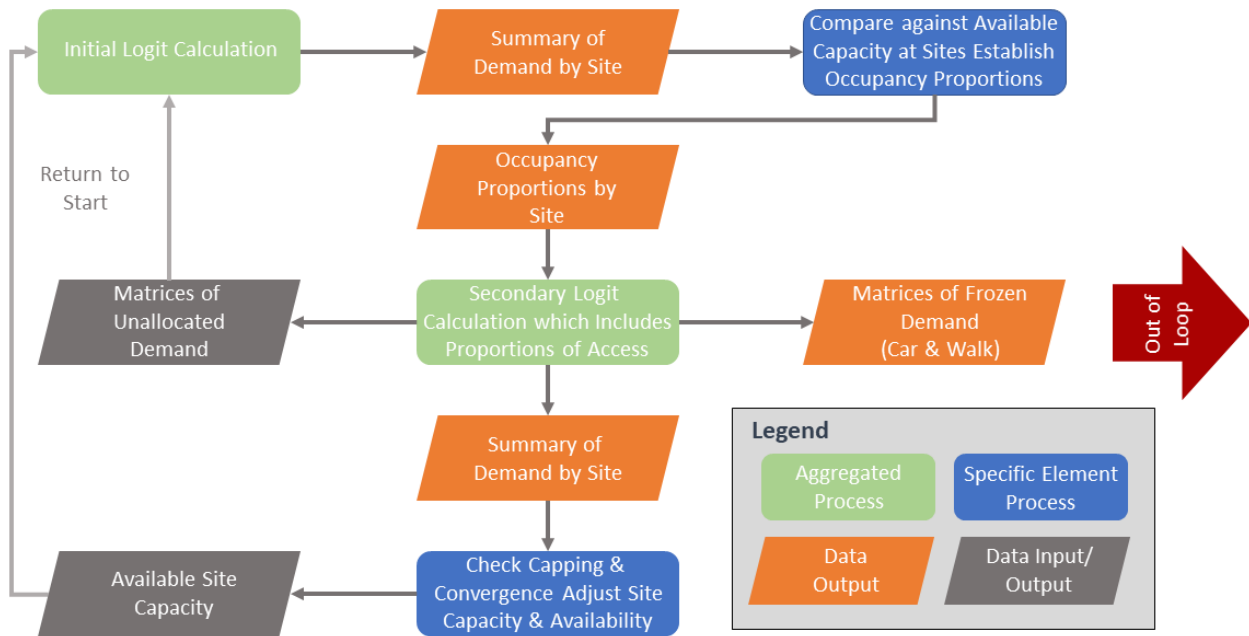 Initial Logit Calculation
Summary of
Demand by Site
Compare against Available
Capacity at Sites Establish
Occupancy Proportions
Occupancy
Proportions by
Site
Return to
Start
Matrices of
Unallocated
Demand
Secondary Logit
Calculation which Includes
Proportions of Access
Matrices of Frozen
Demand
(Car & Walk)
Out of
Loop
Summary of
Demand by Site
Available Site
Capacity
Check Capping &
Convergence Adjust Site
Capacity & Availability
Legend
Aggregated
Process
Specific Element
Process
Data
Output
Data Input/
Output